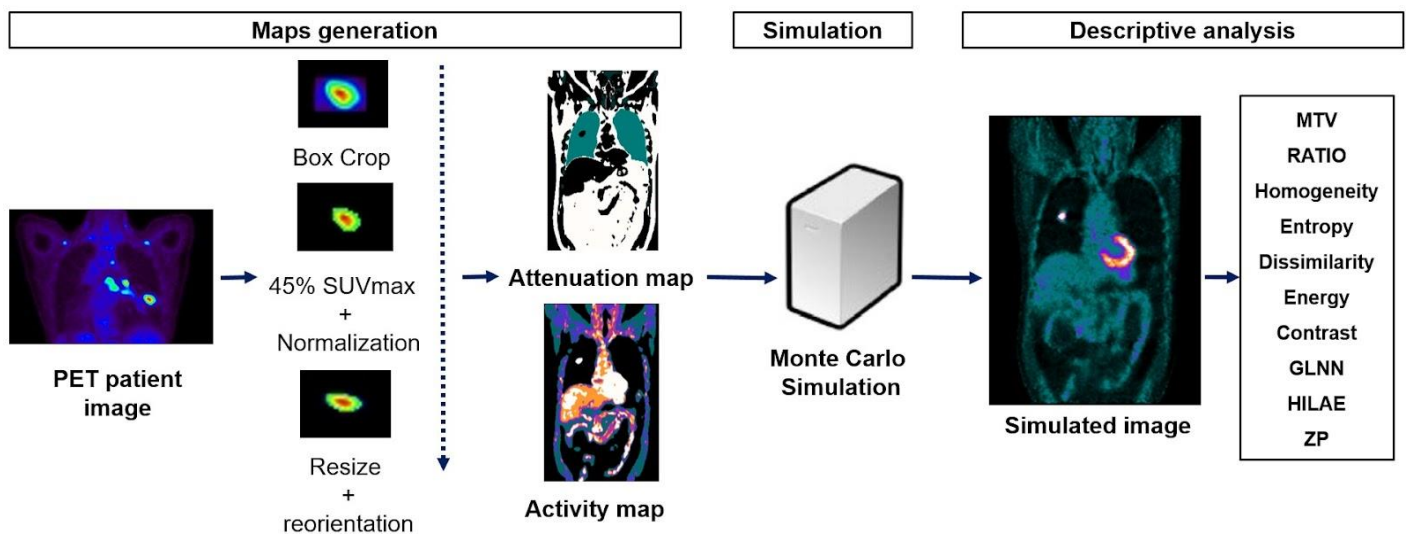 Maps generation
Simulation
Descriptive analysis
Box Crop
45% SUVmax
+
Normalization
Resize
+
reorientation
PET patient
image
Attenuation map
Activity map
Monte Carlo
Simulation
Simulated image
MTV
RATIO
Homogeneity
Entropy
Dissimilarity
Energy
Contrast
GLNN
HILAE
ZP